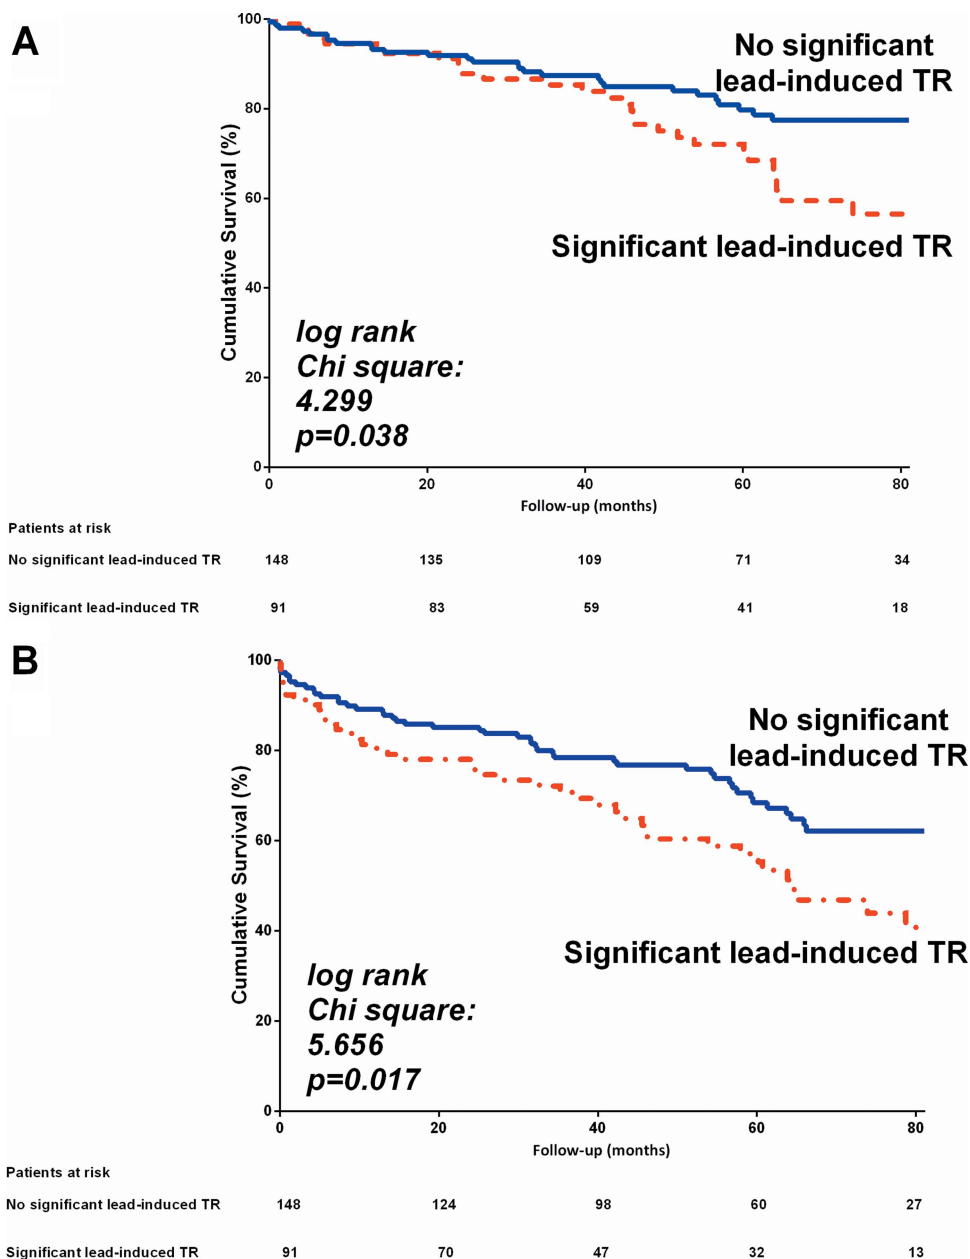 A
100
80
60
40
20
0
Cumulative Survival (%)
No significant
lead-induced TR
Significant lead-induced TR
log rank
Chi square:
4.299
p=0.038
0 20 40 60 80
Follow-up (months)
Patients at risk
No significant lead-induced TR 148 135 109 71 34
Significant lead-induced TR 91 83 59 41 18
B
100
80
60
40
20
0
Cumulative Survival (%)
No significant
lead-induced TR
Significant lead-induced TR
log rank
Chi square:
5.656
p=0.017
0 20 40 60 80
Follow-up (months)
Patients at risk
No significant lead-induced TR 148 124 98 60 27
Significant lead-induced TR 91 70 47 32 13